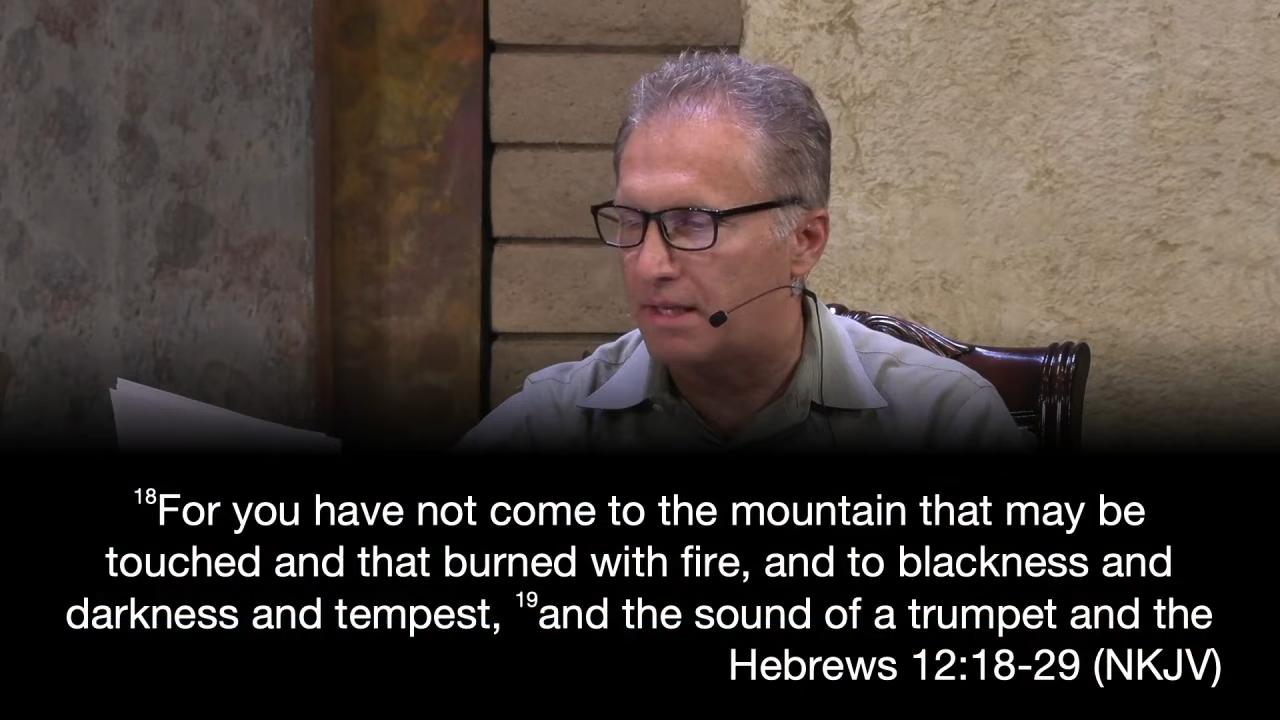 18For you have not come to the mountain that may be
touched and that burned with fire, and to blackness and
darkness and tempest, 19and the sound of a trumpet and the
Hebrews 12:18-29 (NKJV)